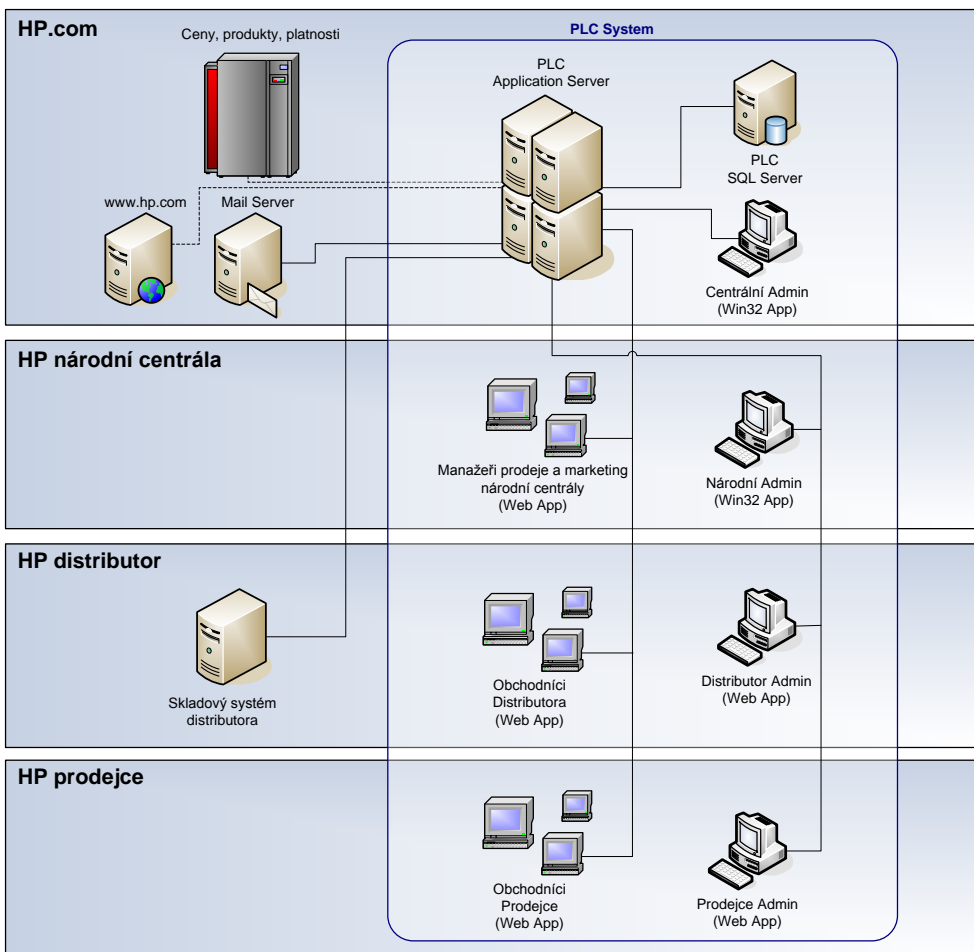 HP.com
Ceny, produkty, platnosti
PLC System
PLC
Application Server
PLC
SQL Server
www.hp.com
Mail Server
Centrální Admin
(Win32 App)
HP národní centrála
Manažeři prodeje a marketing
národní centrály
(Web App)
Národní Admin
(Win32 App)
HP distributor
Skladový systém
distributora
Obchodníci
Distributora
(Web App)
Distributor Admin
(Web App)
HP prodejce
Obchodníci
Prodejce
(Web App)
Prodejce Admin
(Web App)